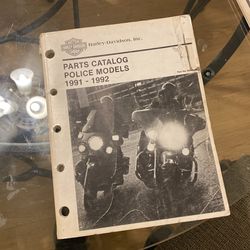 Harley-Davidson, Inc.
PARTS CATALOG
POLICE MODELS
1991 - 1992